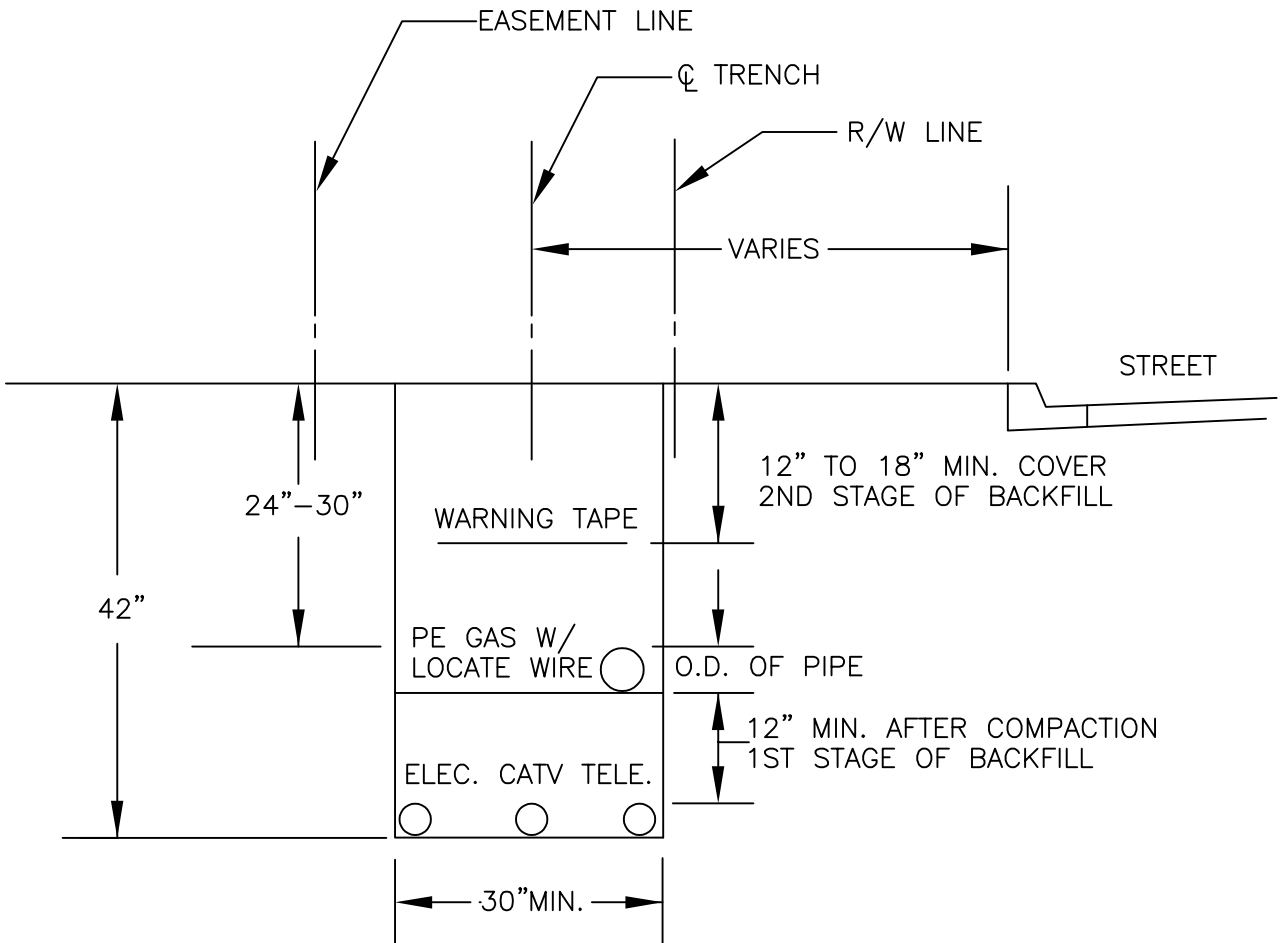 EASEMENT LINE
℄ TRENCH
R/W LINE
VARIES
STREET
12” TO 18” MIN. COVER
2ND STAGE OF BACKFILL
24”–30”
WARNING TAPE
42”
PE GAS W/
LOCATE WIRE
O.D. OF PIPE
12” MIN. AFTER COMPACTION
1ST STAGE OF BACKFILL
ELEC. CATV TELE.
30”MIN.